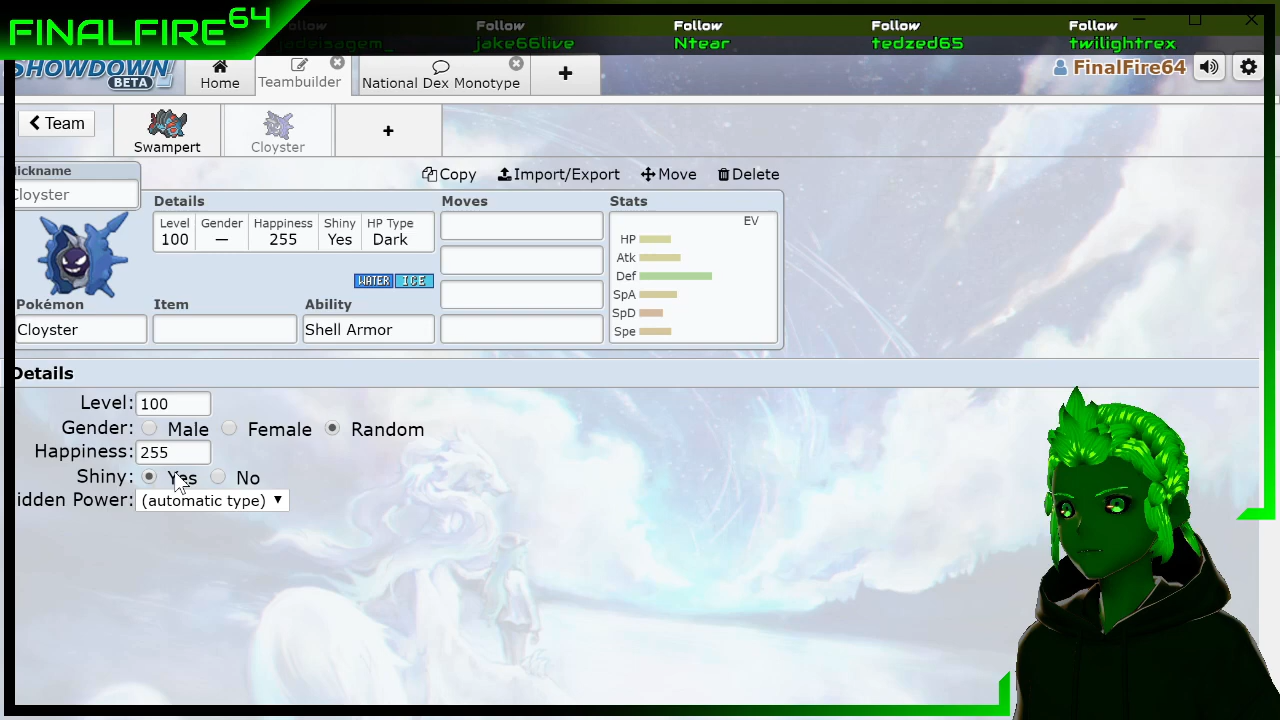 FINALFIRE64
Follow
jake66live
Follow
Ntear
Follow
tedzed65
Follow
twilightrex
SHOWDOWN
BETA
Home
Teambuilder
National Dex Monotype
+
FinalFire64
Team
Swampert
Cloyster
+
ickname
Cloyster
Copy
Import/Export
Move
Delete
Details
Level
100
Gender
—
Happiness
255
Shiny
Yes
HP Type
Dark
WATER ICE
Moves
Stats
EV
HP
Atk
Def
SpA
SpD
Spe
Pokémon
Cloyster
Item
Ability
Shell Armor
Details
Level: 100
Gender: Male Female Random
Happiness: 255
Shiny: Yes No
idden Power: (automatic type)